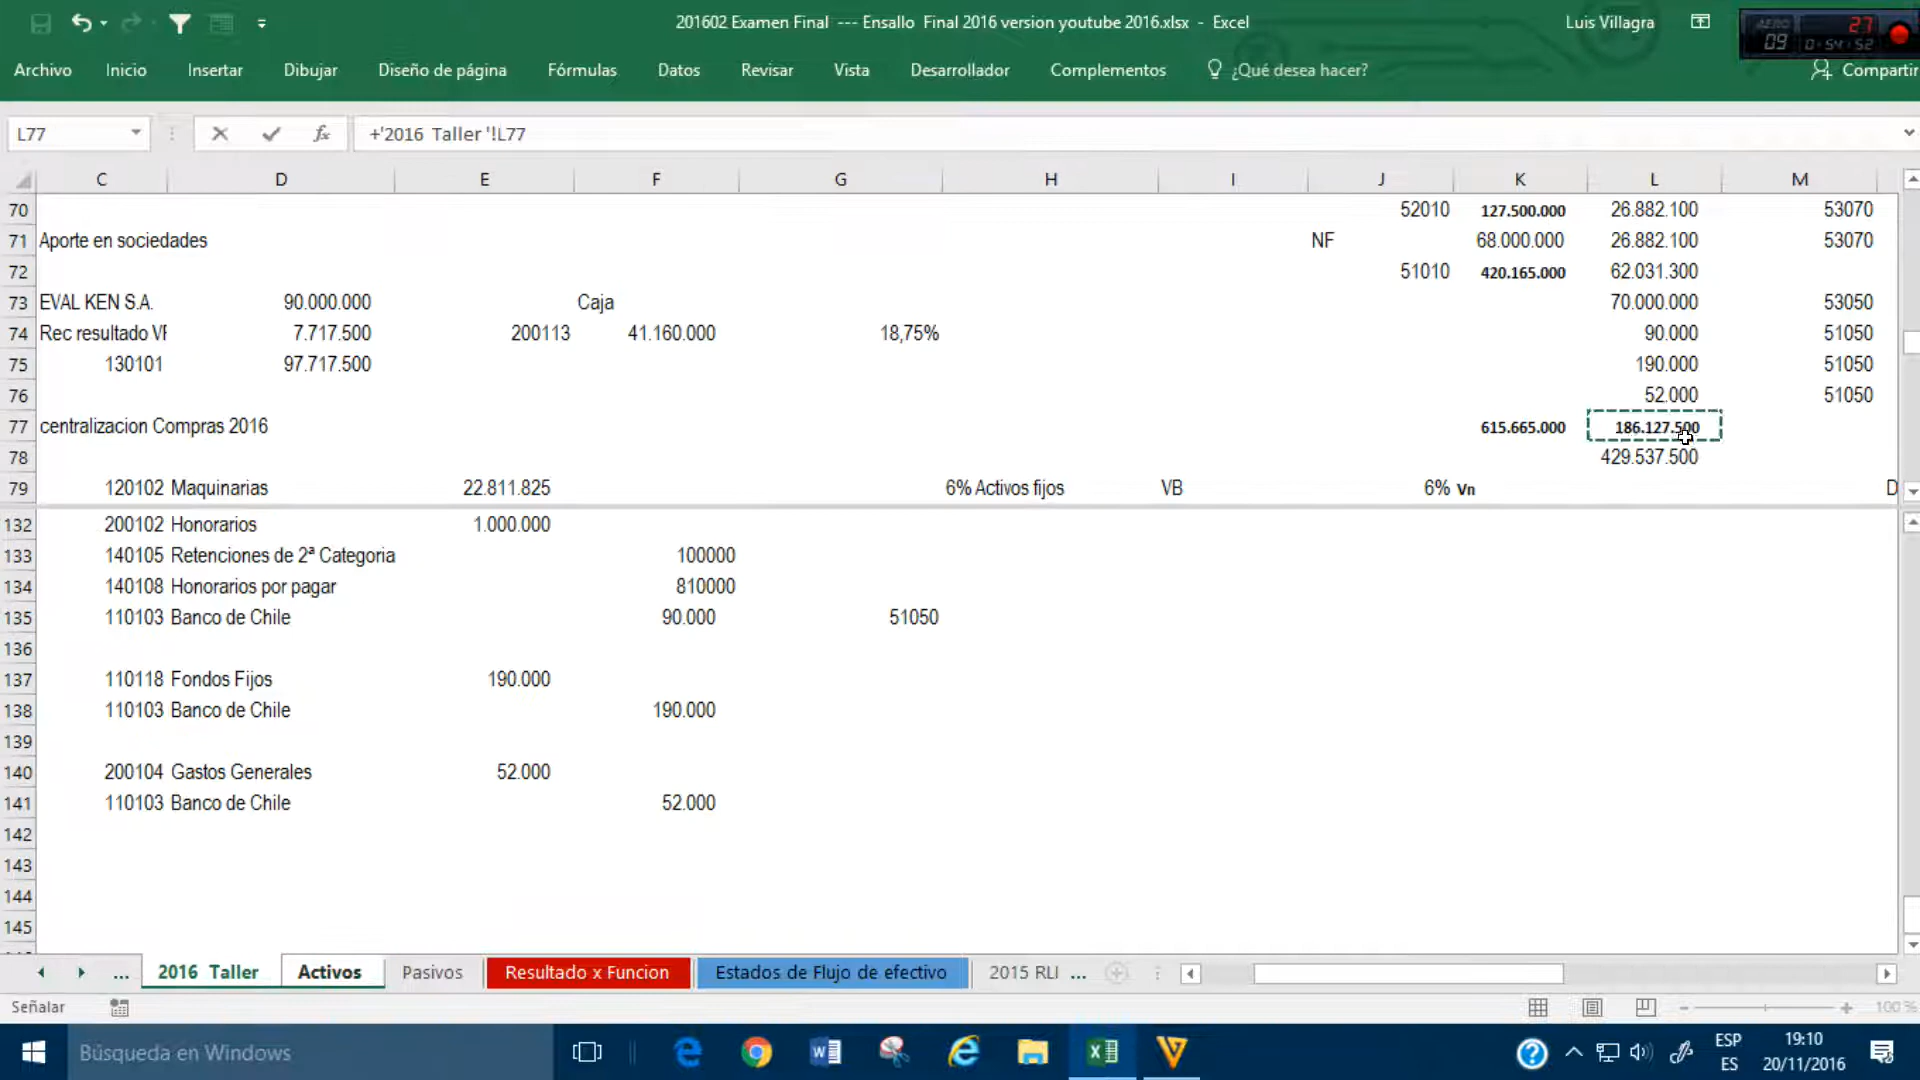 201602 Examen Final --- Ensallo Final 2016 version youtube 2016.xlsx - Excel
Luis Villagra
09 27
0:54:52
Archivo Inicio Insertar Dibujar Diseño de página Fórmulas Datos Revisar Vista Desarrollador Complementos ¿Qué desea hacer? Compartir
L77 fx +'2016 Taller '!L77
C D E F G H I J K L M
70 52010 127.500.000 26.882.100 53070
71 Aporte en sociedades NF 68.000.000 26.882.100 53070
72 51010 420.165.000 62.031.300
73 EVAL KEN S.A. 90.000.000 Caja 70.000.000 53050
74 Rec resultado VF 7.717.500 200113 41.160.000 18,75% 90.000 51050
75 130101 97.717.500 190.000 51050
76 52.000 51050
77 centralizacion Compras 2016 615.665.000 186.127.500
78 429.537.500
79 120102 Maquinarias 22.811.825 6% Activos fijos VB 6% Vn D
132 200102 Honorarios 1.000.000
133 140105 Retenciones de 2ª Categoria 100000
134 140108 Honorarios por pagar 810000
135 110103 Banco de Chile 90.000 51050
136
137 110118 Fondos Fijos 190.000
138 110103 Banco de Chile 190.000
139
140 200104 Gastos Generales 52.000
141 110103 Banco de Chile 52.000
142
143
144
145
... 2016 Taller Activos Pasivos Resultado x Funcion Estados de Flujo de efectivo 2015 RLI ...
Señalar 100 %
Búsqueda en Windows
ESP
ES
19:10
20/11/2016